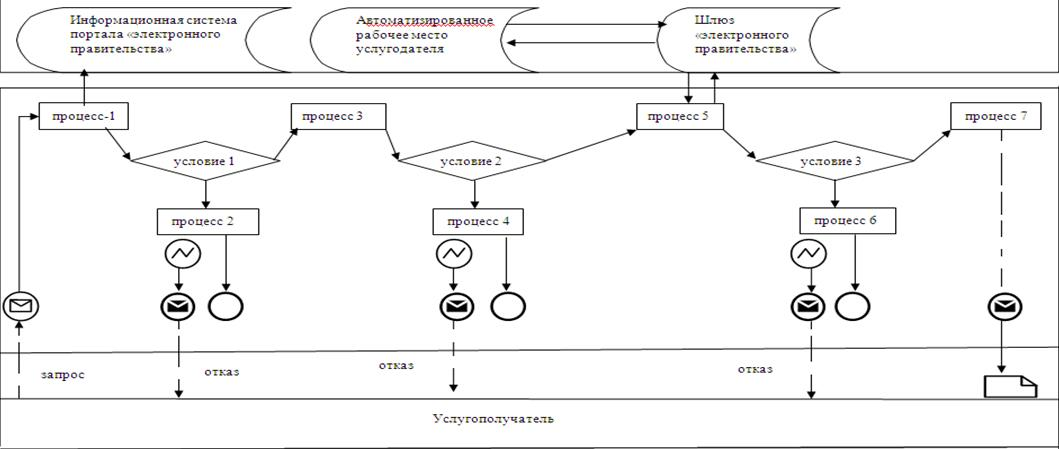 Информационная система
портала «электронного
правительства»
Автоматизированное
рабочее место
услугодателя
Шлюз
«электронного
правительства»
процесс-1
процесс 3
процесс 5
процесс 7
условие 1
условие 2
условие 3
процесс 2
процесс 4
процесс 6
запрос
отказ
отказ
отказ
Услугополучатель